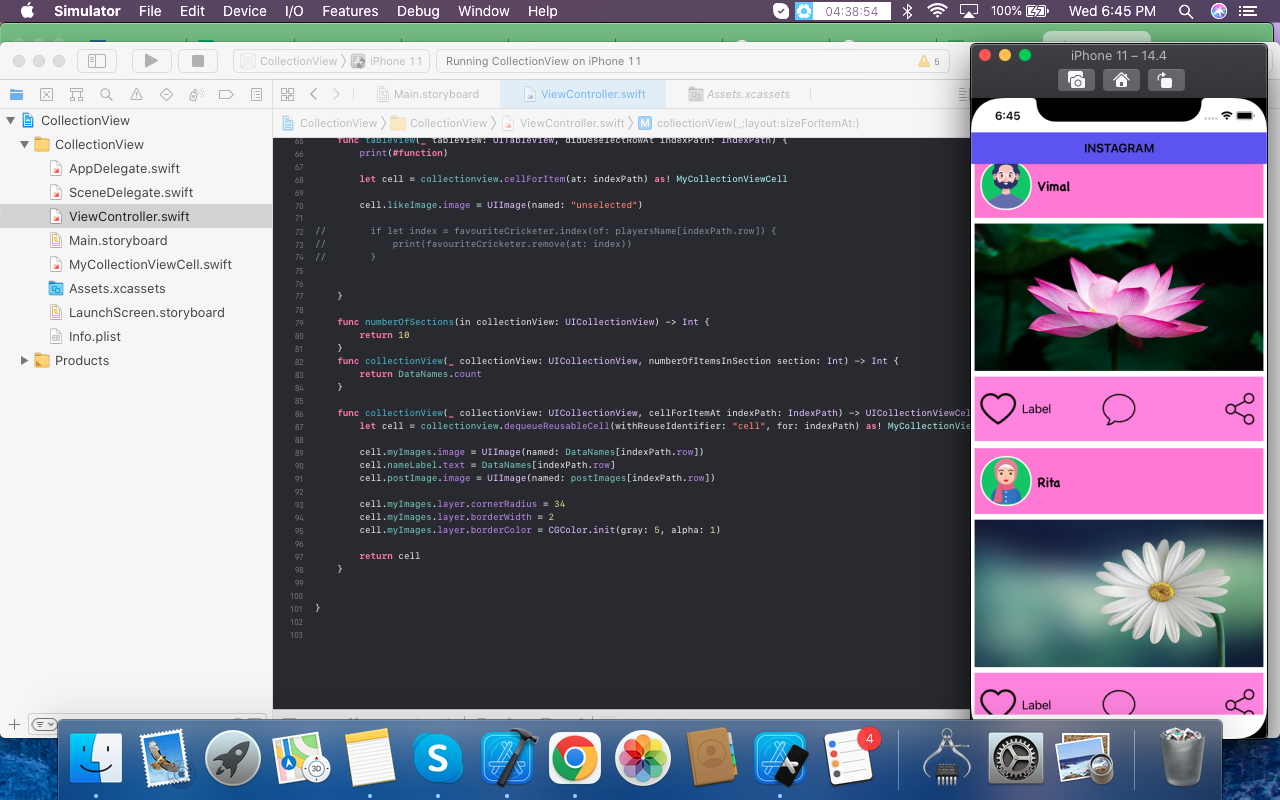 Simulator File Edit Device I/O Features Debug Window Help 04:38:54 100% Wed 6:45 PM
CollectionView iPhone 11 Running CollectionView on iPhone 11 5
iPhone 11 – 14.4
Main.storyboard ViewController.swift Assets.xcassets
CollectionView CollectionView ViewController.swift M collectionView(_:layout:sizeForItemAt:)
CollectionView
CollectionView
AppDelegate.swift
SceneDelegate.swift
ViewController.swift
Main.storyboard
MyCollectionViewCell.swift
Assets.xcassets
LaunchScreen.storyboard
Info.plist
Products
65 func tableView(_ tableView: UITableView, didDeselectRowAt indexPath: IndexPath) {
66 print(#function)
67
68 let cell = collectionview.cellForItem(at: indexPath) as! MyCollectionViewCell
69
70 cell.likeImage.image = UIImage(named: "unselected")
71
72 // if let index = favouriteCricketer.index(of: playersName[indexPath.row]) {
73 // print(favouriteCricketer.remove(at: index))
74 // }
75
76
77 }
78
79 func numberOfSections(in collectionView: UICollectionView) -> Int {
80 return 10
81 }
82 func collectionView(_ collectionView: UICollectionView, numberOfItemsInSection section: Int) -> Int {
83 return DataNames.count
84 }
85
86 func collectionView(_ collectionView: UICollectionView, cellForItemAt indexPath: IndexPath) -> UICollectionViewCel
87 let cell = collectionview.dequeueReusableCell(withReuseIdentifier: "cell", for: indexPath) as! MyCollectionVie
88
89 cell.myImages.image = UIImage(named: DataNames[indexPath.row])
90 cell.nameLabel.text = DataNames[indexPath.row]
91 cell.postImage.image = UIImage(named: postImages[indexPath.row])
92
93 cell.myImages.layer.cornerRadius = 34
94 cell.myImages.layer.borderWidth = 2
95 cell.myImages.layer.borderColor = CGColor.init(gray: 5, alpha: 1)
96
97 return cell
98 }
99
100
101 }
102
103
6:45
INSTAGRAM
Vimal
Label
Rita
Label
3D
S
4